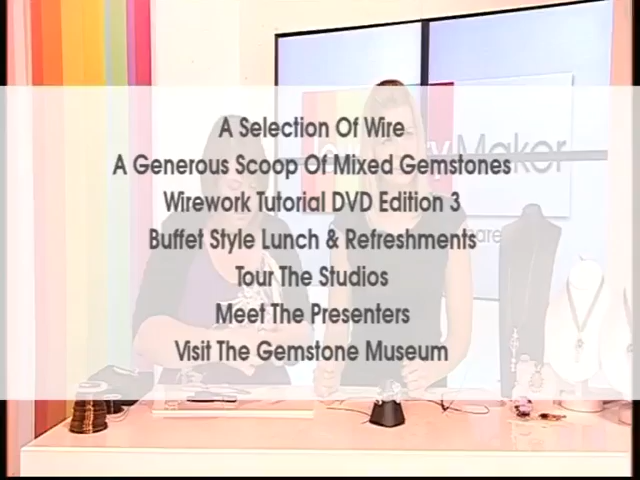 A Selection Of Wire
A Generous Scoop Of Mixed Gemstones
Wirework Tutorial DVD Edition 3
Buffet Style Lunch & Refreshments
Tour The Studios
Meet The Presenters
Visit The Gemstone Museum
Maker